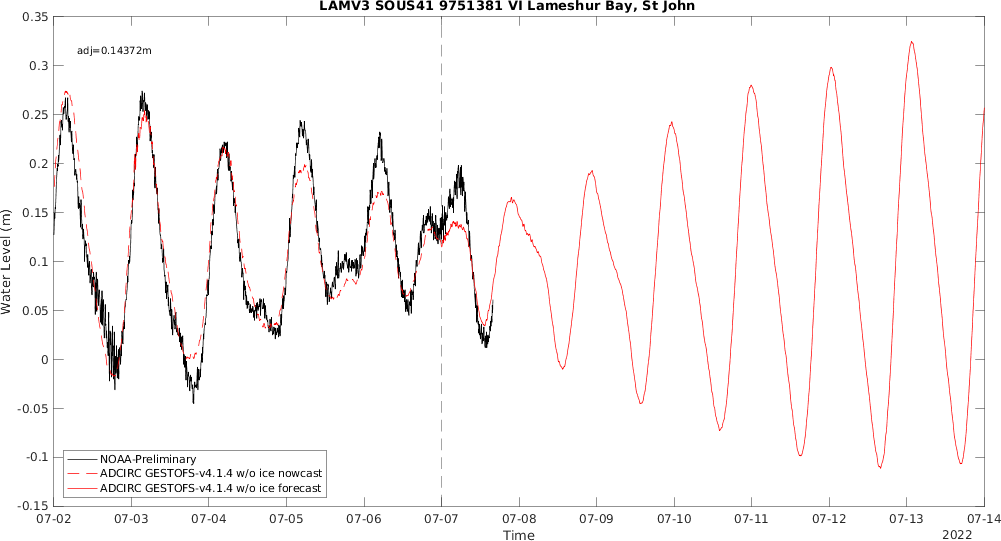 LAMV3 SOUS41 9751381 VI Lameshur Bay, St John
adj=0.14372m
Water Level (m)
0.35
0.3
0.25
0.2
0.15
0.1
0.05
0
-0.05
-0.1
-0.15
NOAA-Preliminary
ADCIRC GESTOFS-v4.1.4 w/o ice nowcast
ADCIRC GESTOFS-v4.1.4 w/o ice forecast
07-02 07-03 07-04 07-05 07-06 07-07 07-08 07-09 07-10 07-11 07-12 07-13 07-14
Time
2022